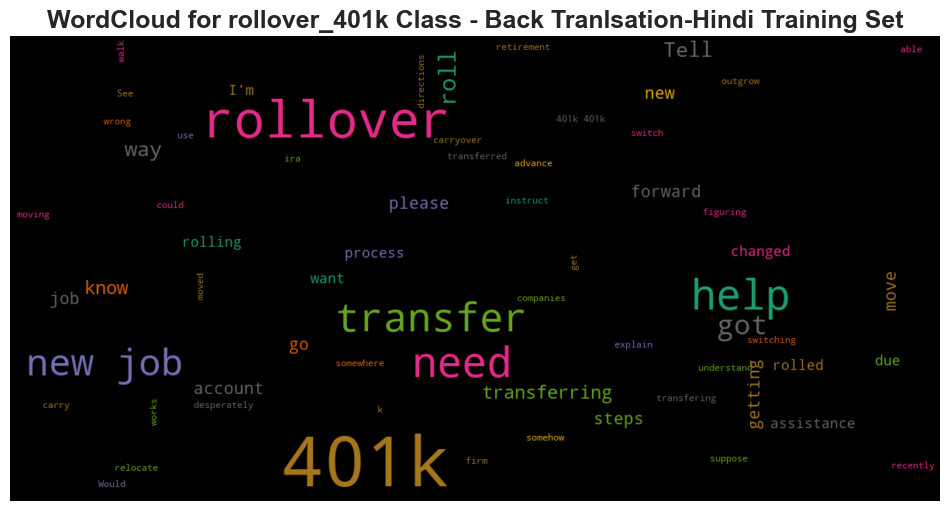 WordCloud for rollover_401k Class - Back Tranlsation-Hindi Training Set
walk
retirement
Tell
able
See
I'm
directions
roll
new
outgrow
wrong
use
rollover
carryover
401k 401k
switch
way
ira
transferred
advance
moving
could
please
instruct
forward
figuring
rolling
process
changed
job
know
moved
want
get
companies
help
move
transfer
got
new job
go
somewhere
need
explain
switching
understand
rolled
due
account
transferring
transfering
getting
carry
works
desperately
k
steps
assistance
401k
somehow
relocate
Would
firm
suppose
recently